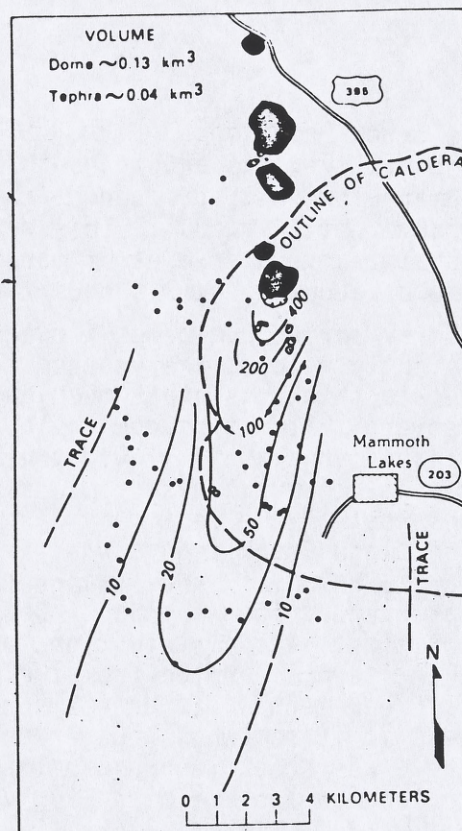 VOLUME
Dome ~0.13 km³
Tephra ~0.04 km³
395
OUTLINE OF CALDERA
400
200
100
50
20
10
10
TRACE
Mammoth
Lakes
203
TRACE
N
0 1 2 3 4 KILOMETERS